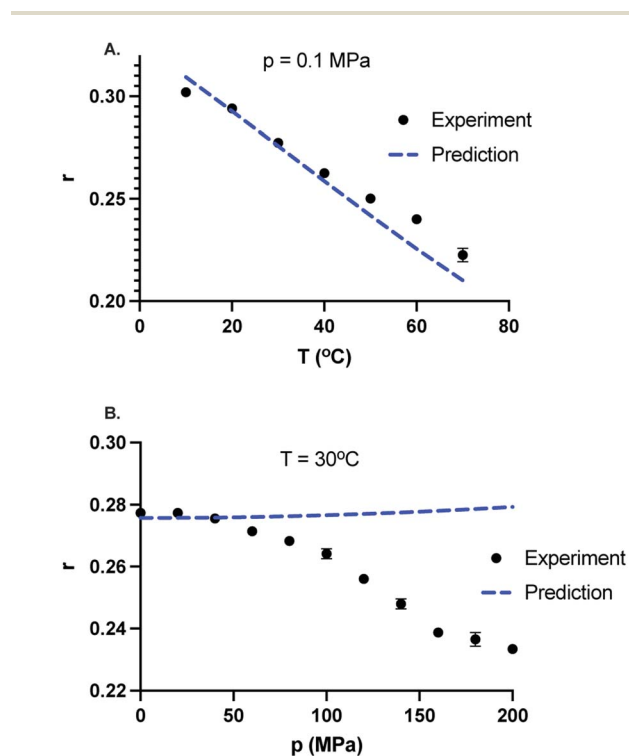 A.
p = 0.1 MPa
0.30
Experiment
Prediction
r
0.25
0.20
0
20
40
60
80
T (ºC)
B.
0.30
T = 30ºC
0.28
r
0.26
Experiment
Prediction
0.24
0.22
0
50
100
150
200
p (MPa)